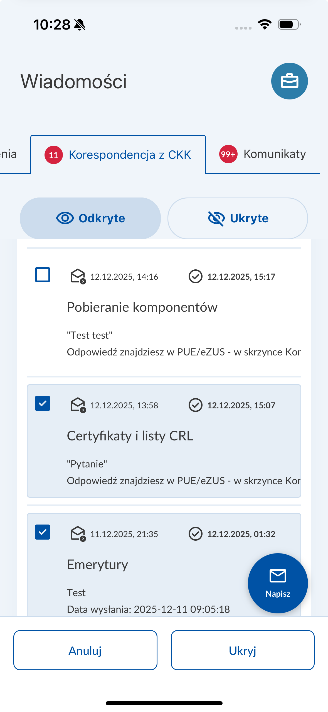 10:28
Wiadomości
nia
11 Korespondencja z CKK
99+ Komunikaty
Odkryte
Ukryte
12.12.2025, 14:16 12.12.2025, 15:17
Pobieranie komponentów
"Test test"
Odpowiedź znajdziesz w PUE/eZUS - w skrzynce Kor
12.12.2025, 13:58 12.12.2025, 15:07
Certyfikaty i listy CRL
"Pytanie"
Odpowiedź znajdziesz w PUE/eZUS - w skrzynce Kor
11.12.2025, 21:35 12.12.2025, 01:32
Emerytury
Test
Data wysłania: 2025-12-11 09:05:18
Napisz
Anuluj
Ukryj